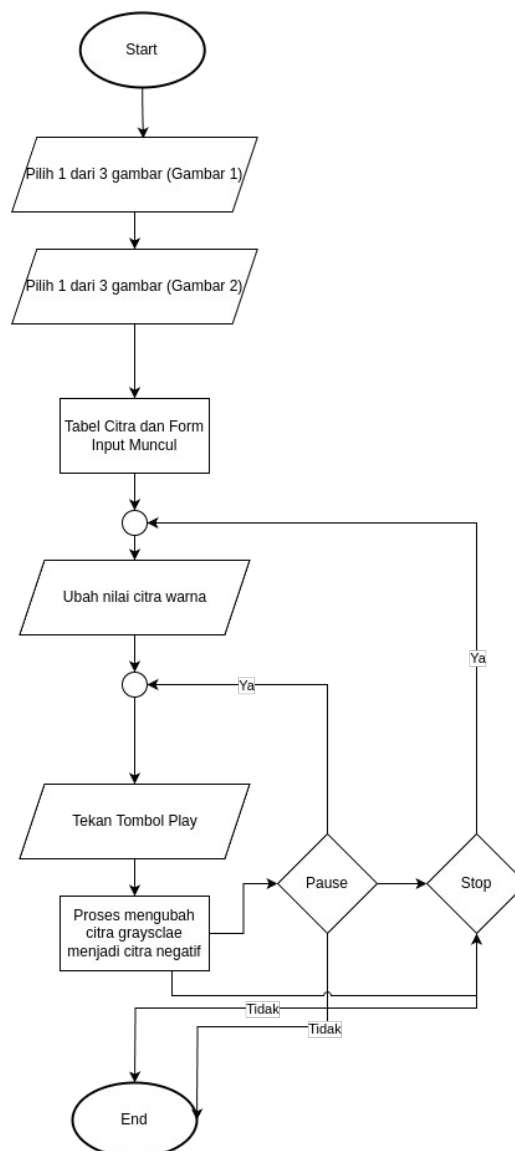 Start
Pilih 1 dari 3 gambar (Gambar 1)
Pilih 1 dari 3 gambar (Gambar 2)
Tabel Citra dan Form
Input Muncul
Ubah nilai citra warna
Ya
Ya
Tekan Tombol Play
Proses mengubah
citra graysclae
menjadi citra negatif
Pause
Stop
Tidak
Tidak
End